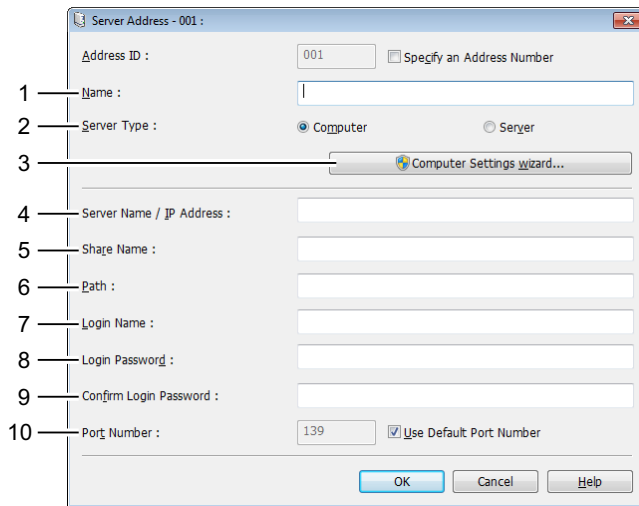 Server Address - 001 :
Address ID : 001 Specify an Address Number
1 Name :
2 Server Type : Computer Server
3 Computer Settings wizard...
4 Server Name / IP Address :
5 Share Name :
6 Path :
7 Login Name :
8 Login Password :
9 Confirm Login Password :
10 Port Number : 139 Use Default Port Number
OK Cancel Help